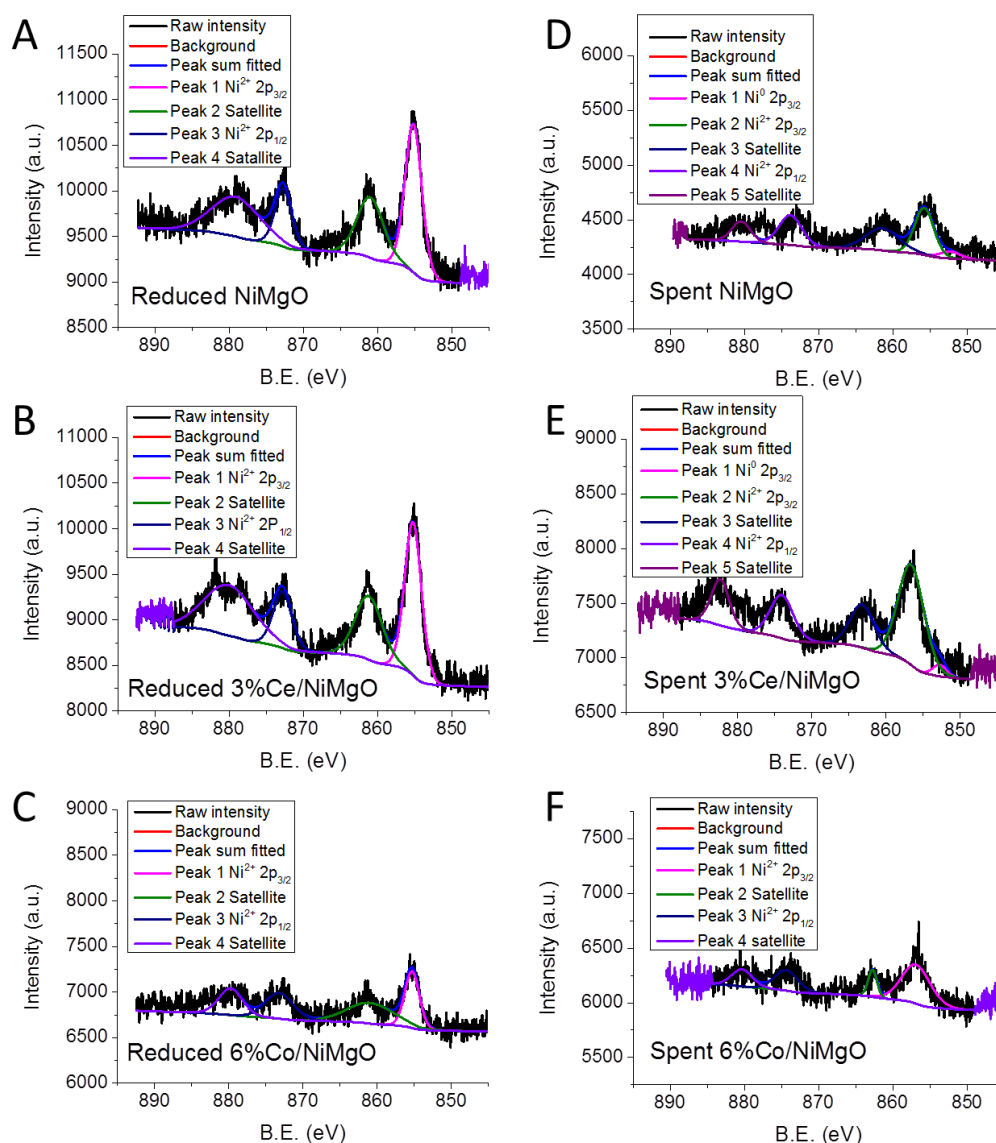 A
Intensity (a.u.)
11500
11000
10500
10000
9500
9000
8500
Raw intensity
Background
Peak sum fitted
Peak 1 Ni²⁺ 2p₃/₂
Peak 2 Satellite
Peak 3 Ni²⁺ 2p₁/₂
Peak 4 Satallite
Reduced NiMgO
890 880 870 860 850
B.E. (eV)
D
Intensity (a.u.)
6000
5500
5000
4500
4000
3500
Raw intensity
Background
Peak sum fitted
Peak 1 Ni⁰ 2p₃/₂
Peak 2 Ni²⁺ 2p₃/₂
Peak 3 Satellite
Peak 4 Ni²⁺ 2p₁/₂
Peak 5 Satellite
Spent NiMgO
890 880 870 860 850
B.E. (eV)
B
Intensity (a.u.)
11000
10500
10000
9500
9000
8500
8000
Raw intensity
Background
Peak sum fitted
Peak 1 Ni²⁺ 2p₃/₂
Peak 2 Satellite
Peak 3 Ni²⁺ 2P₁/₂
Peak 4 Satellite
Reduced 3%Ce/NiMgO
890 880 870 860 850
B.E. (eV)
E
Intensity (a.u.)
9000
8500
8000
7500
7000
6500
Raw intensity
Background
Peak sum fitted
Peak 1 Ni⁰ 2p₃/₂
Peak 2 Ni²⁺ 2p₃/₂
Peak 3 Satellite
Peak 4 Ni²⁺ 2p₁/₂
Peak 5 Satellite
Spent 3%Ce/NiMgO
890 880 870 860 850
B.E. (eV)
C
Intensity (a.u.)
9000
8500
8000
7500
7000
6500
6000
Raw intensity
Background
Peak sum fitted
Peak 1 Ni²⁺ 2p₃/₂
Peak 2 Satellite
Peak 3 Ni²⁺ 2p₁/₂
Peak 4 Satellite
Reduced 6%Co/NiMgO
890 880 870 860 850
B.E. (eV)
F
Intensity (a.u.)
7500
7000
6500
6000
5500
Raw intensity
Background
Peak sum fitted
Peak 1 Ni²⁺ 2p₃/₂
Peak 2 Satellite
Peak 3 Ni²⁺ 2p₁/₂
Peak 4 satellite
Spent 6%Co/NiMgO
890 880 870 860 850
B.E. (eV)